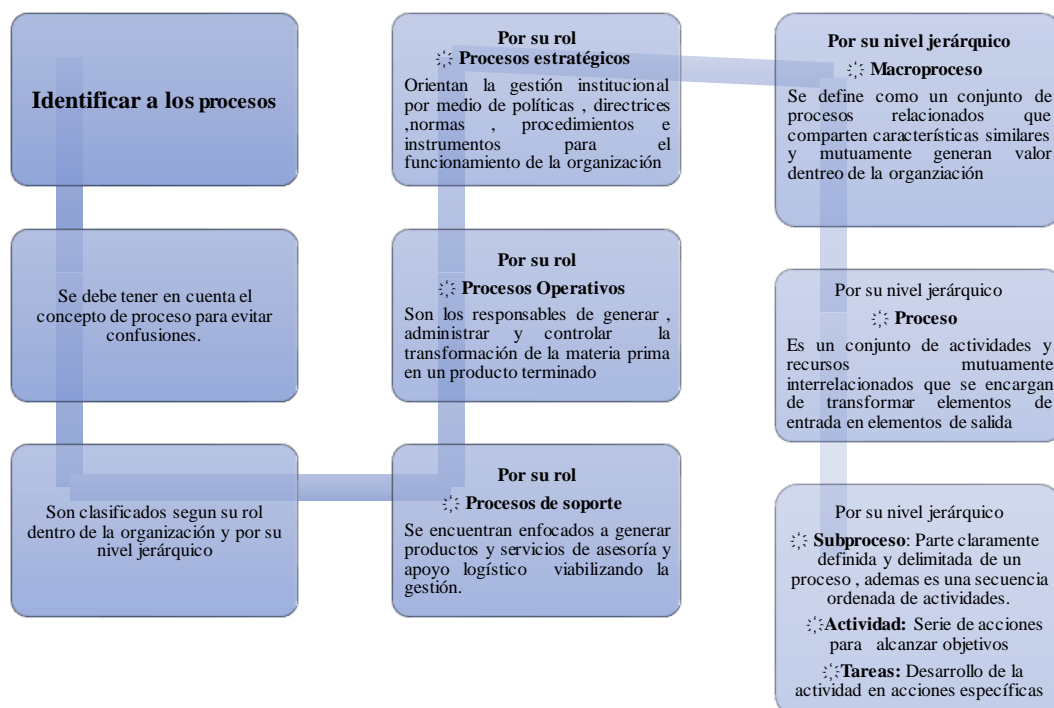 Identificar a los procesos
Se debe tener en cuenta el
concepto de proceso para evitar
confusiones.
Son clasificados segun su rol
dentro de la organización y por su
nivel jerárquico
Por su rol
Procesos de soporte
Se encuentran enfocados a generar
productos y servicios de asesoría y
apoyo logístico viabilizando la
gestión.
Por su rol
Procesos Operativos
Son los responsables de generar ,
administrar y controlar la
transformación de la materia prima
en un producto terminado
Por su rol
Procesos estratégicos
Orientan la gestión institucional
por medio de políticas , directrices
,normas , procedimientos e
instrumentos para el
funcionamiento de la organización
Por su nivel jerárquico
Macroproceso
Se define como un conjunto de
procesos relacionados que
comparten características similares
y mutuamente generan valor
dentreo de la organziación
Por su nivel jerárquico
Proceso
Es un conjunto de actividades y
recursos mutuamente
interrelacionados que se encargan
de transformar elementos de
entrada en elementos de salida
Por su nivel jerárquico
Subproceso: Parte claramente
definida y delimitada de un
proceso , ademas es una secuencia
ordenada de actividades.
Actividad: Serie de acciones
para alcanzar objetivos
Tareas: Desarrollo de la
actividad en acciones específicas